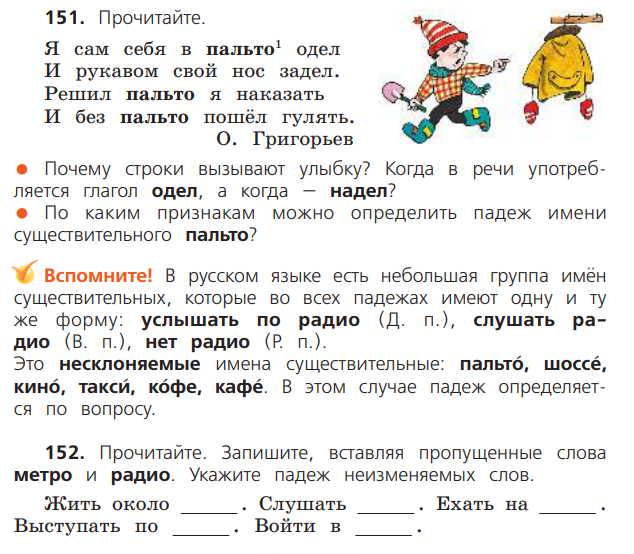 151. Прочитайте.
Я сам себя в пальто¹ одел
И рукавом свой нос задел.
Решил пальто я наказать
И без пальто пошёл гулять.
О. Григорьев
● Почему строки вызывают улыбку? Когда в речи употреб-
ляется глагол одел, а когда – надел?
● По каким признакам можно определить падеж имени
существительного пальто?
Вспомните! В русском языке есть небольшая группа имён
существительных, которые во всех падежах имеют одну и ту
же форму: услышать по радио (Д. п.), слушать ра-
дио (В. п.), нет радио (Р. п.).
Это несклоняемые имена существительные: пальто́, шоссе́,
кино́, такси́, ко́фе, кафе́. В этом случае падеж определяет-
ся по вопросу.
152. Прочитайте. Запишите, вставляя пропущенные слова
метро и радио. Укажите падеж неизменяемых слов.
Жить около _____ . Слушать _____ . Ехать на _____ .
Выступать по _____ . Войти в _____ .